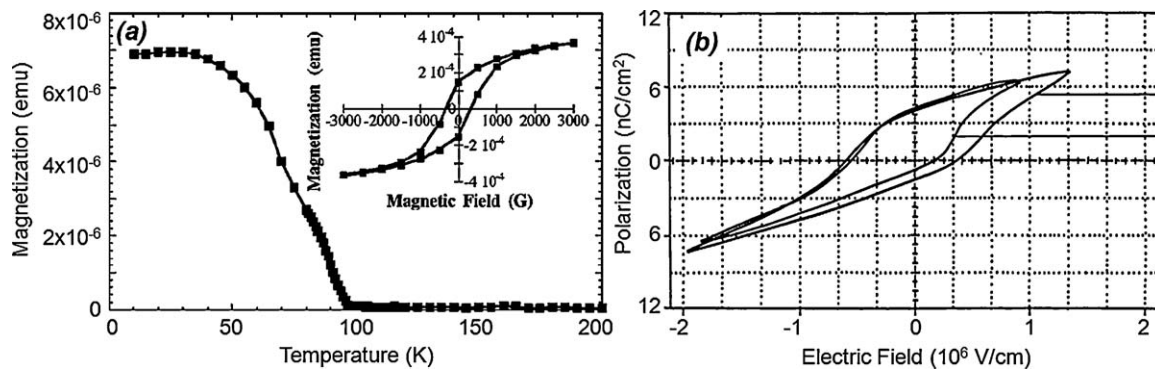 (a)
Magnetization (emu)
8x10⁻⁶
6x10⁻⁶
4x10⁻⁶
2x10⁻⁶
0
0 50 100 150 200
Temperature (K)
Magnetization (emu)
4 10⁻⁴
2 10⁻⁴
0
-3000 -2000 -1000 0 1000 2000 3000
-2 10⁻⁴
-4 10⁻⁴
Magnetic Field (G)
(b)
Polarization (nC/cm²)
12
6
0
6
12
-2 -1 0 1 2
Electric Field (10⁶ V/cm)